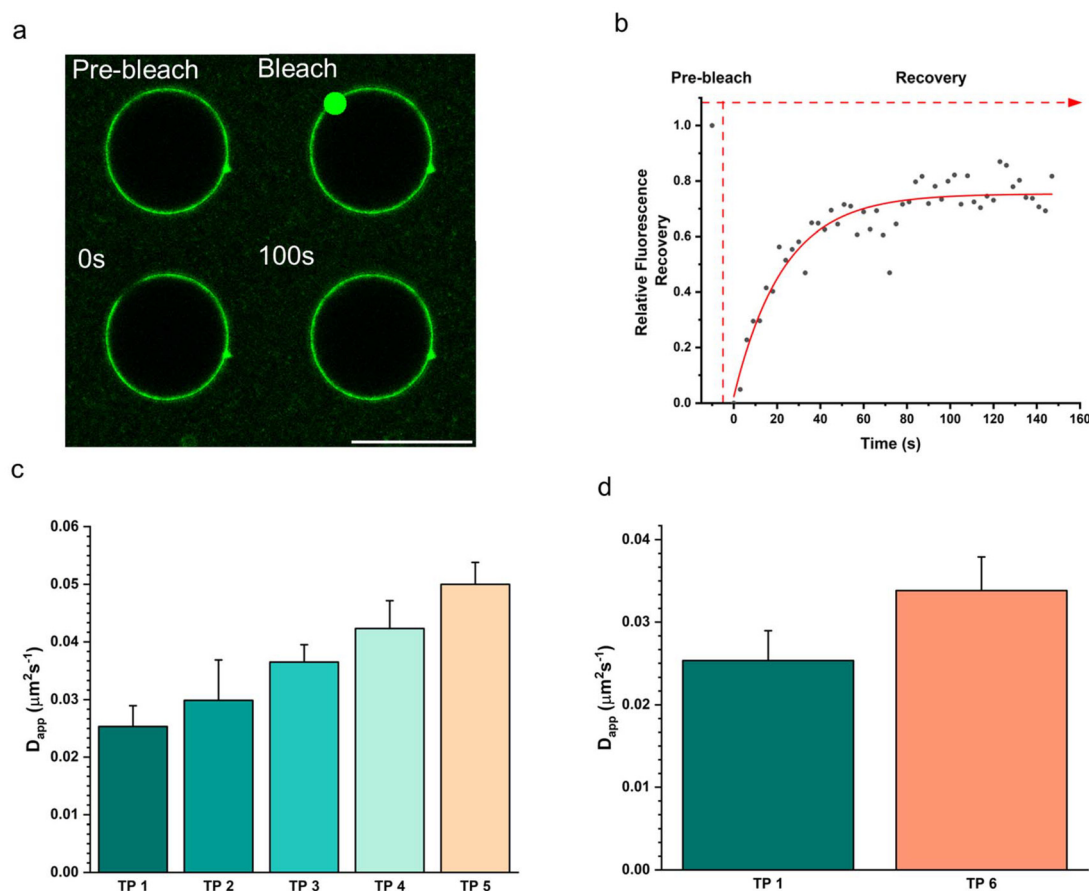 a
Pre-bleach Bleach
0s 100s
b
Pre-bleach Recovery
1.0
0.8
0.6
0.4
0.2
0.0
Relative Fluorescence
Recovery
0 20 40 60 80 100 120 140 160
Time (s)
c
0.06
0.05
0.04
0.03
0.02
0.01
0.00
Dapp (μm²s⁻¹)
TP 1 TP 2 TP 3 TP 4 TP 5
d
0.04
0.03
0.02
0.01
0.00
Dapp (μm²s⁻¹)
TP 1 TP 6